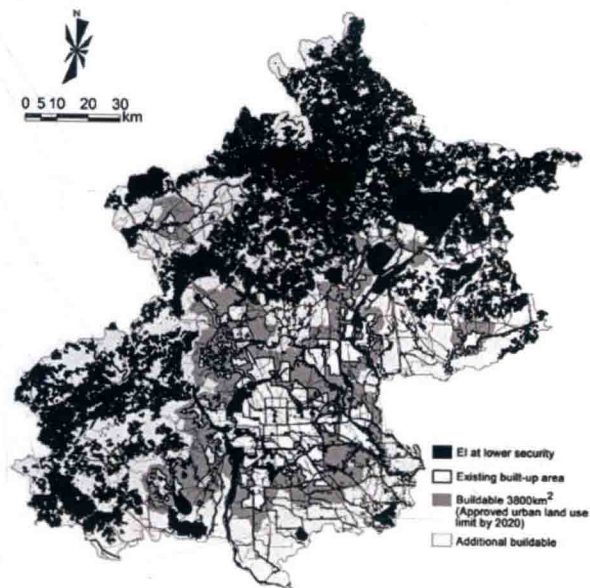 N
0 5 10 20 30
km
EI at lower security
Existing built-up area
Buildable 3800km²
(Approved urban land use
limit by 2020)
Additional buildable